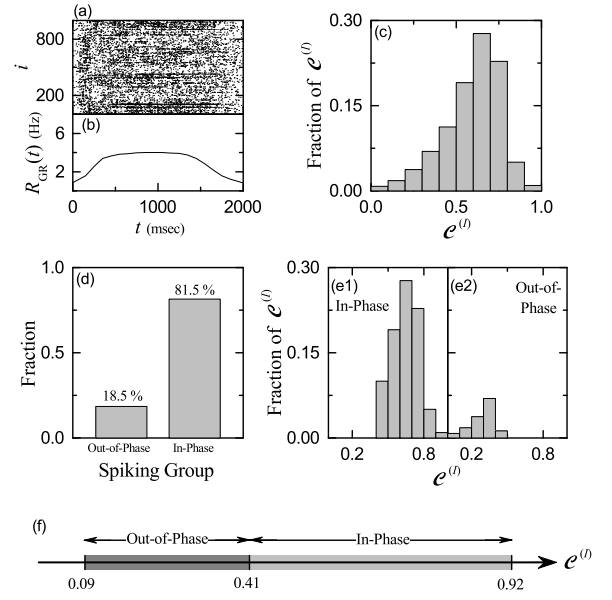 (a)
800
200
i
(b)
6
2
R_GR(t) (Hz)
0
1000
2000
t (msec)
(c)
0.30
0.15
0.00
Fraction of 𝒞^(I)
0.0
0.5
1.0
𝒞^(I)
(d)
1.0
0.5
0.0
Fraction
18.5 %
81.5 %
Out-of-Phase
In-Phase
Spiking Group
(e1)
In-Phase
(e2)
Out-of-
Phase
0.30
0.15
0.00
Fraction of 𝒞^(I)
0.2
0.8
0.2
0.8
𝒞^(I)
(f)
Out-of-Phase
In-Phase
𝒞^(I)
0.09
0.41
0.92